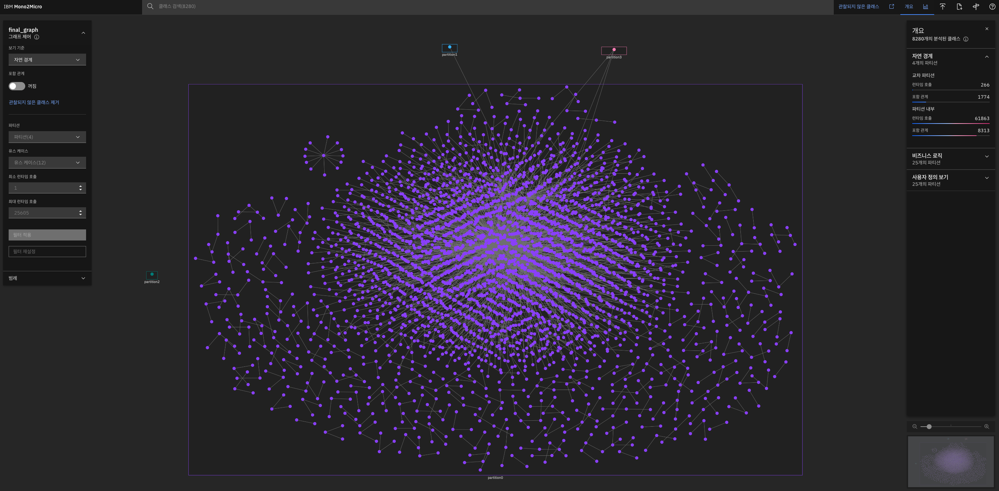 IBM Mono2Micro
클래스 검색(8280)
관찰되지 않은 클래스
개요
final_graph
그래프 제어
보기 기준
자연 경계
포함 관계
꺼짐
관찰되지 않은 클래스 제거
파티션
파티션(4)
유스 케이스
유스 케이스(12)
최소 런타임 호출
1
최대 런타임 호출
25605
필터 적용
필터 재설정
범례
partition1
partition3
partition2
partition0
개요
8280개의 분석된 클래스
자연 경계
4개의 파티션
교차 파티션
런타임 호출 266
포함 관계 1774
파티션 내부
런타임 호출 61863
포함 관계 8313
비즈니스 로직
25개의 파티션
사용자 정의 보기
25개의 파티션